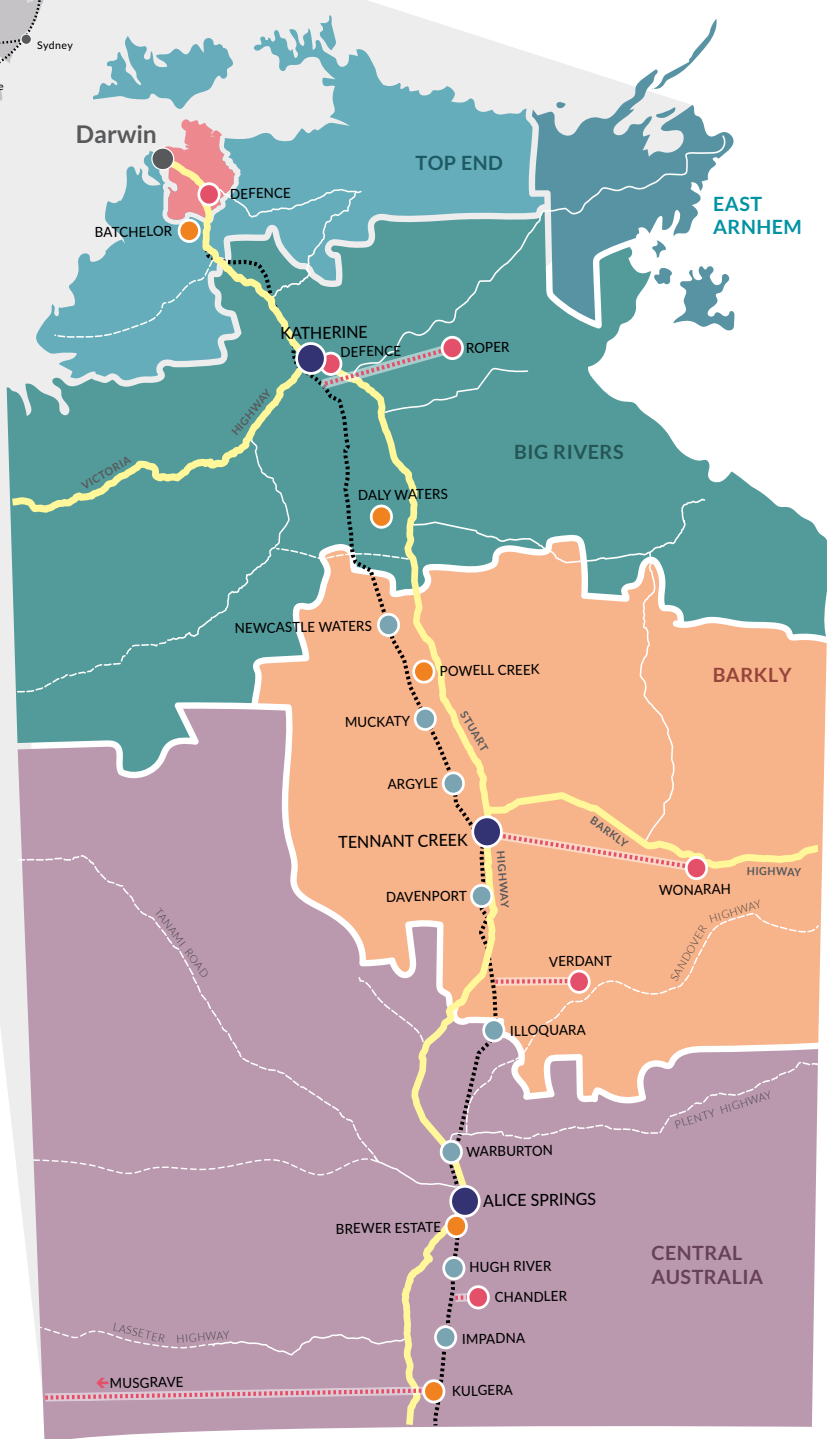 Sydney
e
Darwin
TOP END
DEFENCE
EAST
ARNHEM
BATCHELOR
KATHERINE
DEFENCE
ROPER
HIGHWAY
VICTORIA
BIG RIVERS
DALY WATERS
NEWCASTLE WATERS
POWELL CREEK
BARKLY
MUCKATY
STUART
ARGYLE
TENNANT CREEK
BARKLY
HIGHWAY
HIGHWAY
DAVENPORT
WONARAH
TANAMI ROAD
SANDOVER HIGHWAY
VERDANT
ILLOQUARA
PLENTY HIGHWAY
WARBURTON
ALICE SPRINGS
BREWER ESTATE
CENTRAL
AUSTRALIA
HUGH RIVER
CHANDLER
LASSETER HIGHWAY
IMPADNA
MUSGRAVE
KULGERA